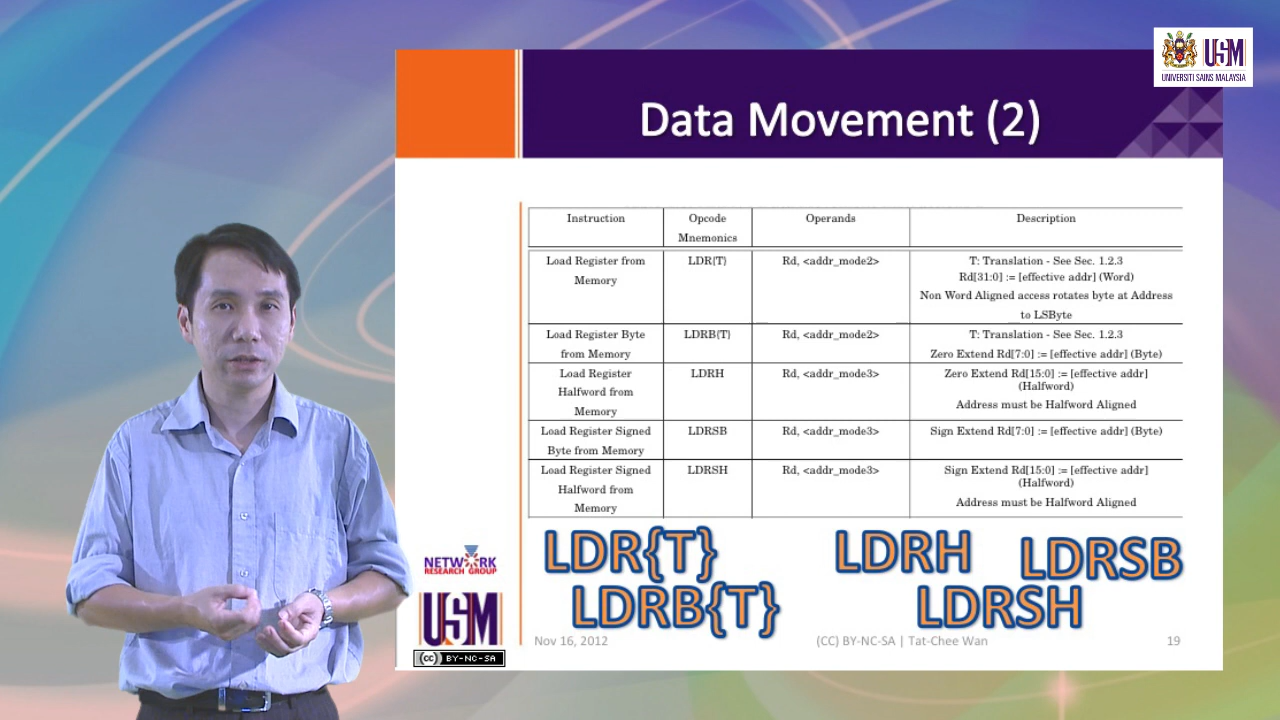 USM
UNIVERSITI SAINS MALAYSIA
Data Movement (2)
Instruction Opcode Mnemonics Operands Description
Load Register from Memory LDR{T} Rd, <addr_mode2> T: Translation - See Sec. 1.2.3
Rd[31:0] := [effective addr] (Word)
Non Word Aligned access rotates byte at Address
to LSByte
Load Register Byte from Memory LDRB{T} Rd, <addr_mode2> T: Translation - See Sec. 1.2.3
Zero Extend Rd[7:0] := [effective addr] (Byte)
Load Register Halfword from Memory LDRH Rd, <addr_mode3> Zero Extend Rd[15:0] := [effective addr]
(Halfword)
Address must be Halfword Aligned
Load Register Signed Byte from Memory LDRSB Rd, <addr_mode3> Sign Extend Rd[7:0] := [effective addr] (Byte)
Load Register Signed Halfword from Memory LDRSH Rd, <addr_mode3> Sign Extend Rd[15:0] := [effective addr]
(Halfword)
Address must be Halfword Aligned
LDR{T}
LDRB{T}
LDRH
LDRSB
LDRSH
NETWORK
RESEARCH GROUP
USM
(cc) BY-NC-SA
Nov 16, 2012 (CC) BY-NC-SA | Tat-Chee Wan 19